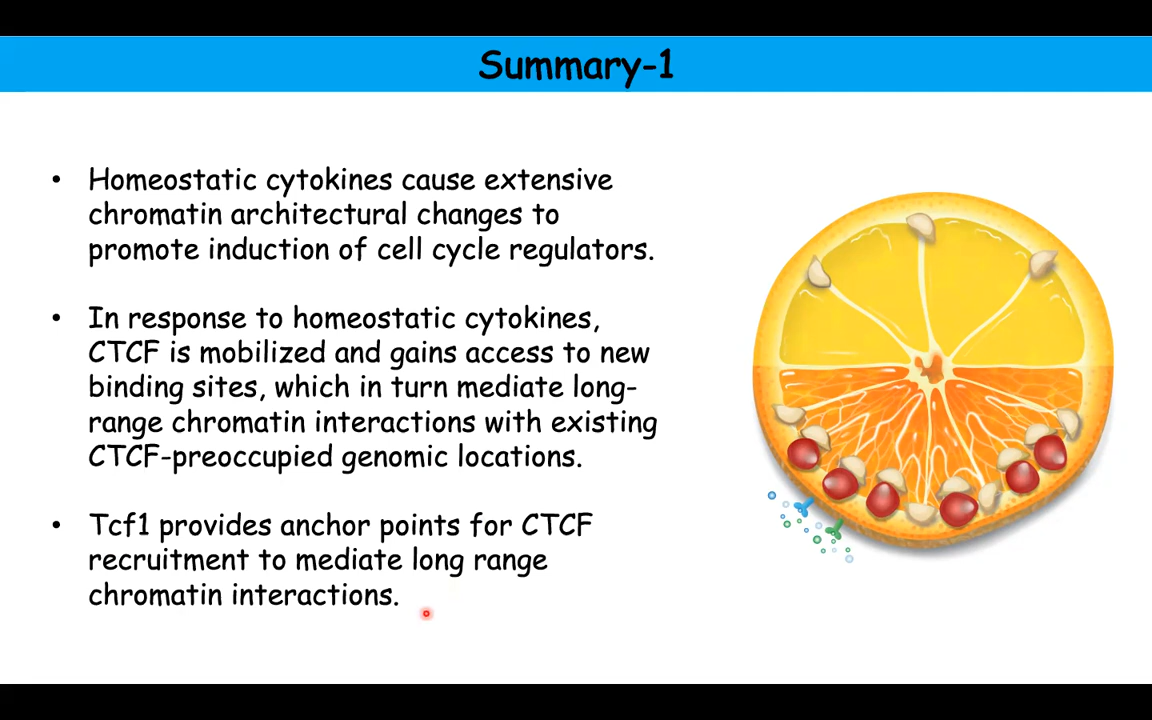 Summary-1
• Homeostatic cytokines cause extensive
chromatin architectural changes to
promote induction of cell cycle regulators.
• In response to homeostatic cytokines,
CTCF is mobilized and gains access to new
binding sites, which in turn mediate long-
range chromatin interactions with existing
CTCF-preoccupied genomic locations.
• Tcf1 provides anchor points for CTCF
recruitment to mediate long range
chromatin interactions.